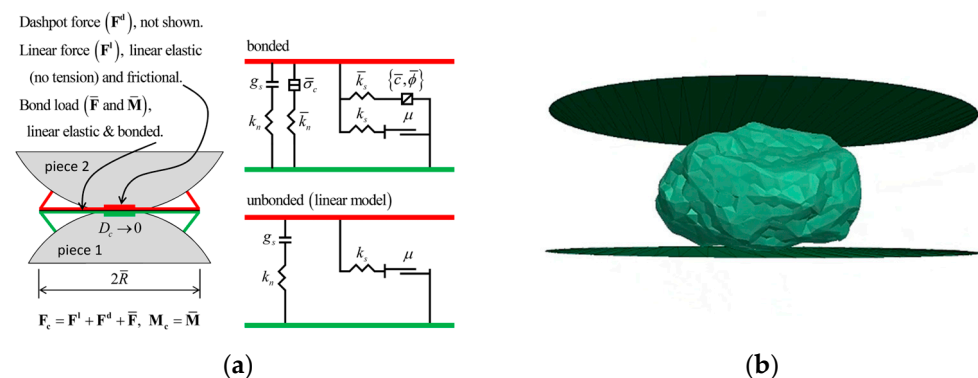 Dashpot force (F^d), not shown.
Linear force (F^l), linear elastic
(no tension) and frictional.
Bond load (F̄ and M̄),
linear elastic & bonded.
piece 2
D_c → 0
piece 1
2R̄
F_c = F^l + F^d + F̄, M_c = M̄
bonded
g_s
σ̄_c
k̄_s
{c̄, ϕ̄}
k_n
k̄_n
k_s
μ
unbonded (linear model)
g_s
k_n
k_s
μ
(a)
(b)